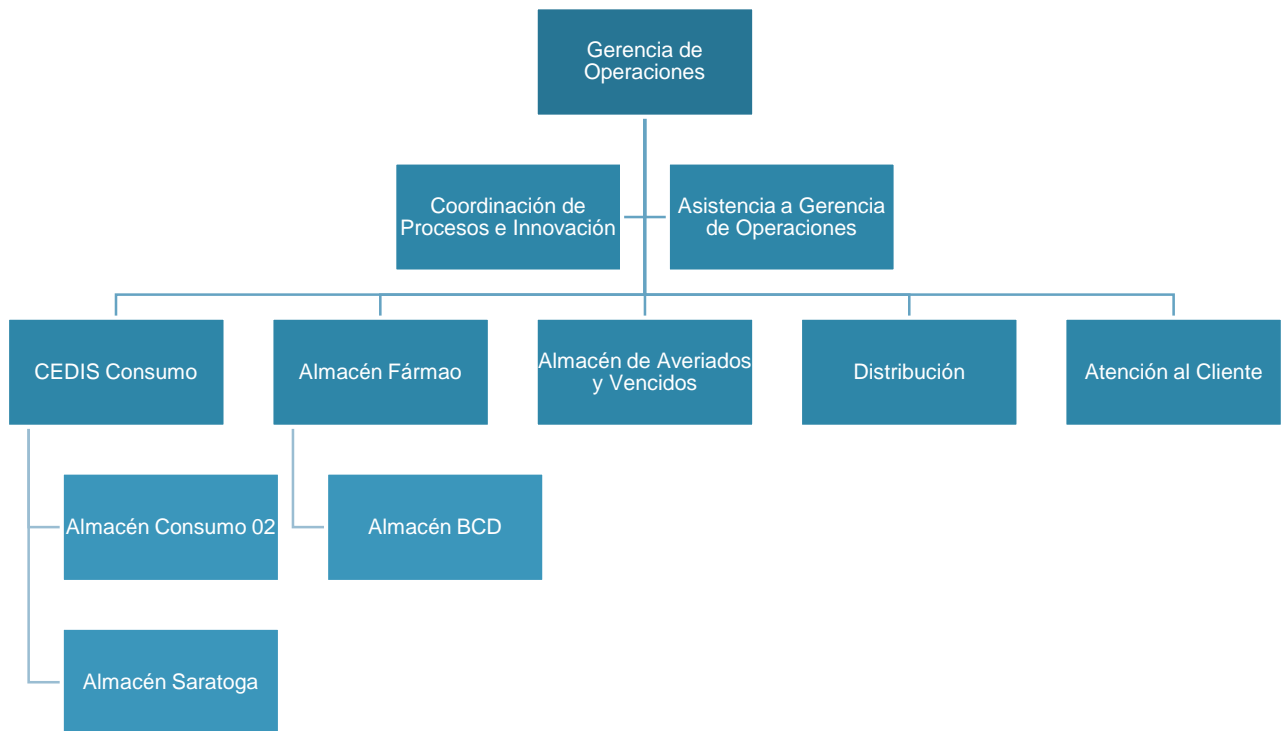 Gerencia de
Operaciones
Coordinación de
Procesos e Innovación
Asistencia a Gerencia
de Operaciones
CEDIS Consumo
Almacén Fármao
Almacén de Averiados
y Vencidos
Distribución
Atención al Cliente
Almacén Consumo 02
Almacén BCD
Almacén Saratoga